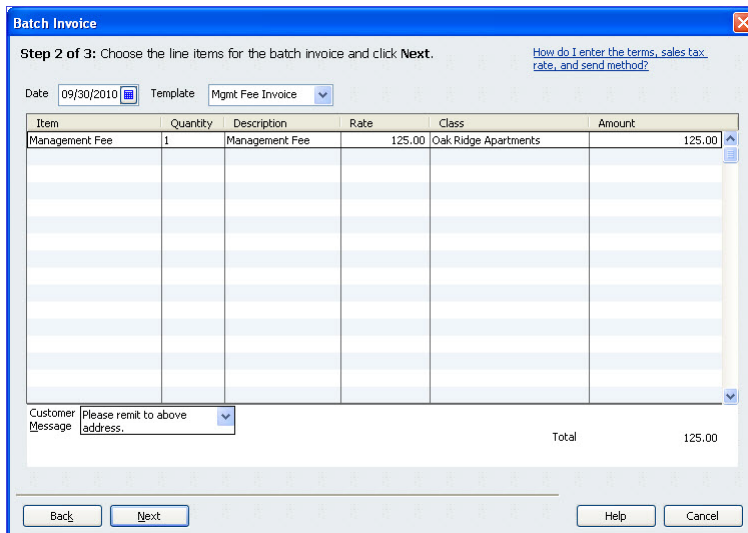 Batch Invoice
Step 2 of 3: Choose the line items for the batch invoice and click Next.
How do I enter the terms, sales tax
rate, and send method?
Date 09/30/2010 Template Mgmt Fee Invoice
Item Quantity Description Rate Class Amount
Management Fee 1 Management Fee 125.00 Oak Ridge Apartments 125.00
Customer Message Please remit to above address.
Total 125.00
Back Next Help Cancel